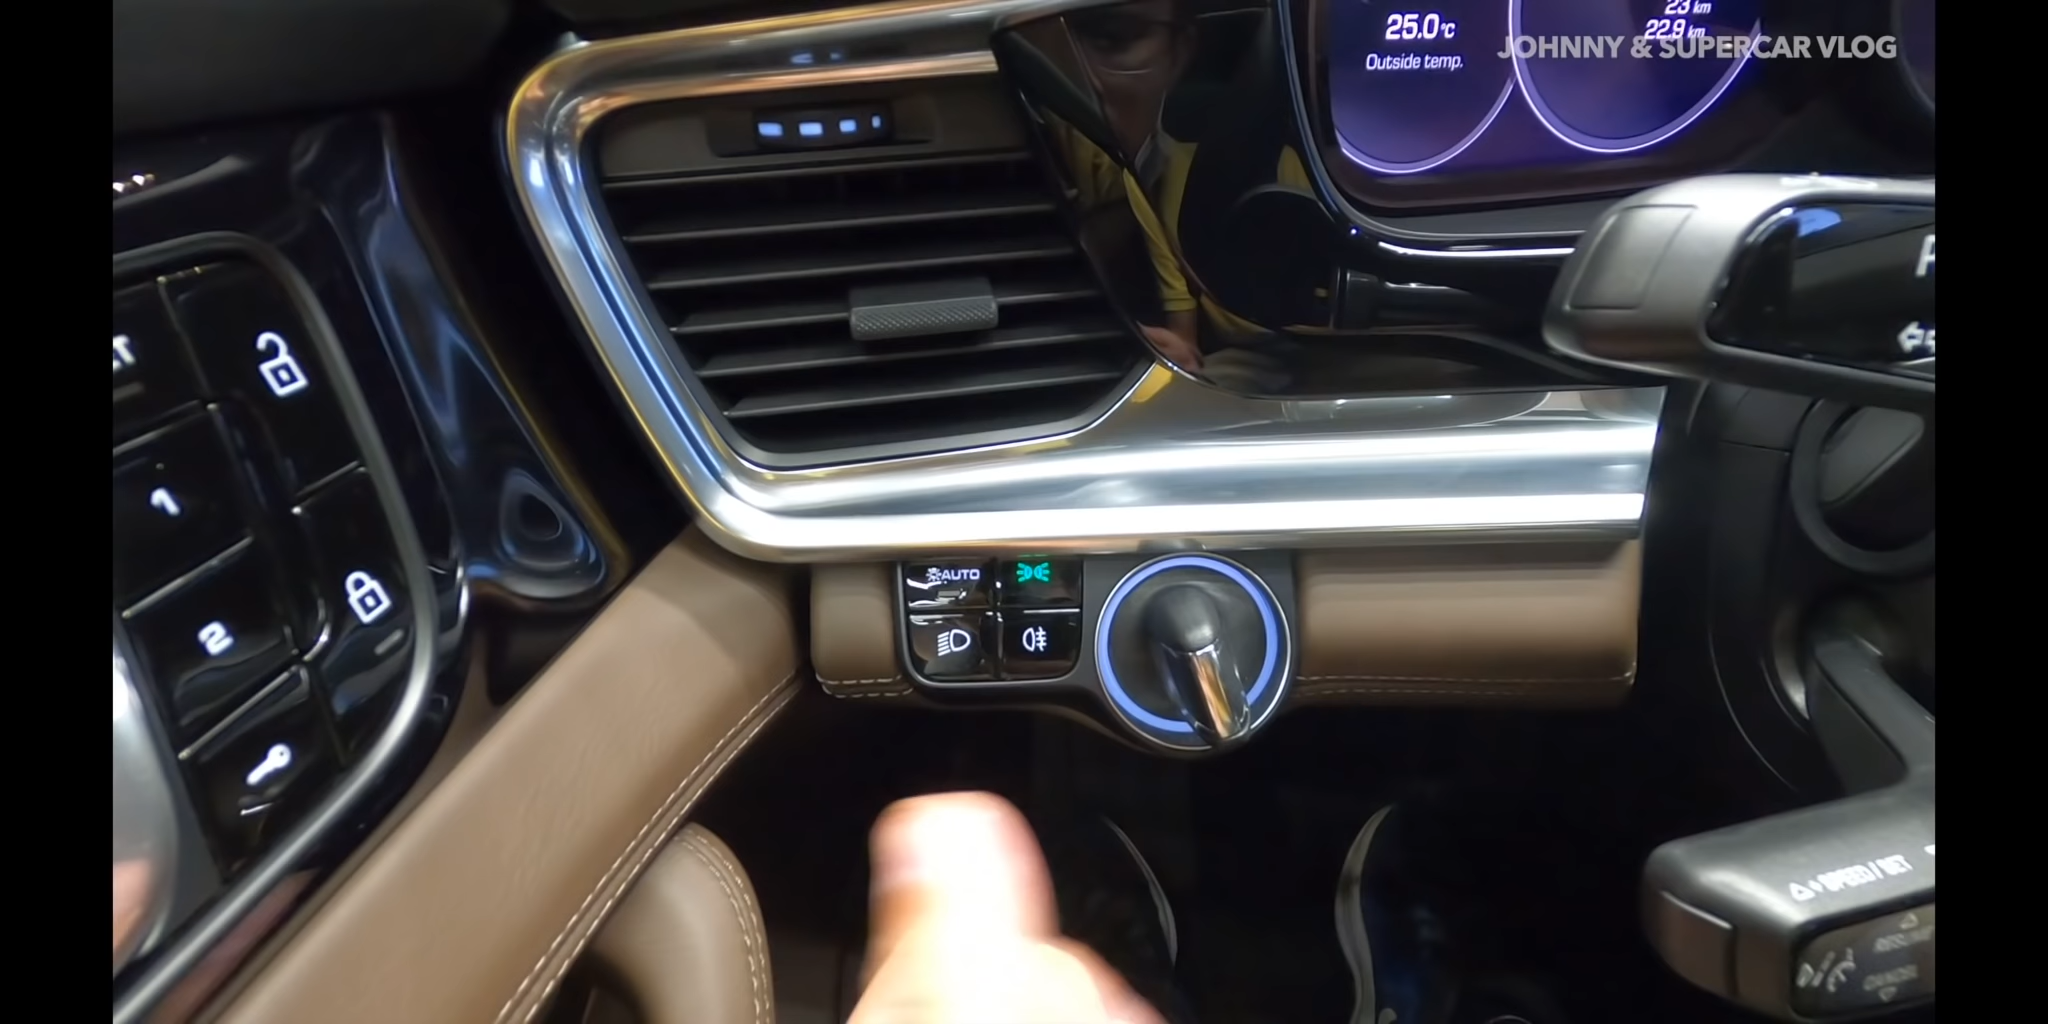 25.0°C
Outside temp.
23 km
22.9 km
JOHNNY & SUPERCAR VLOG
1
2
AUTO
SPEED / SET